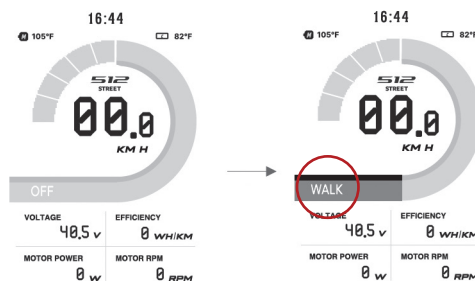 16:44
105°F
82°F
512
STREET
00.0
KM H
OFF
VOLTAGE
40.5 V
EFFICIENCY
0 WH/KM
MOTOR POWER
0 W
MOTOR RPM
0 RPM
16:44
105°F
82°F
512
STREET
00.0
KM H
WALK
VOLTAGE
40.5 V
EFFICIENCY
0 WH/KM
MOTOR POWER
0 W
MOTOR RPM
0 RPM